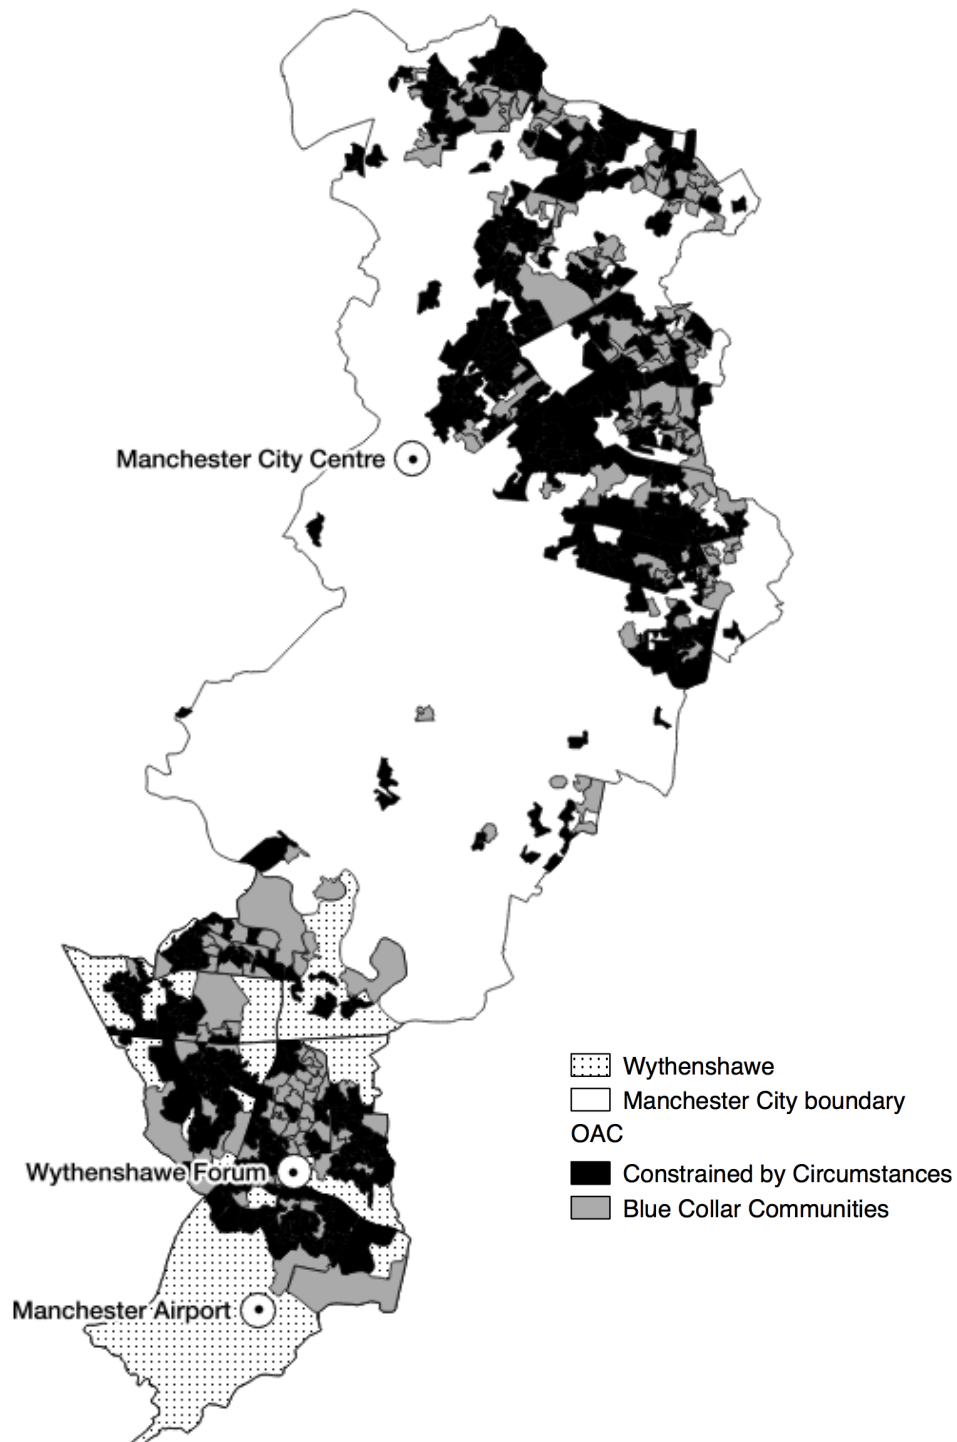 Manchester City Centre
Wythenshawe
Manchester City boundary
OAC
Constrained by Circumstances
Blue Collar Communities
Wythenshawe Forum
Manchester Airport